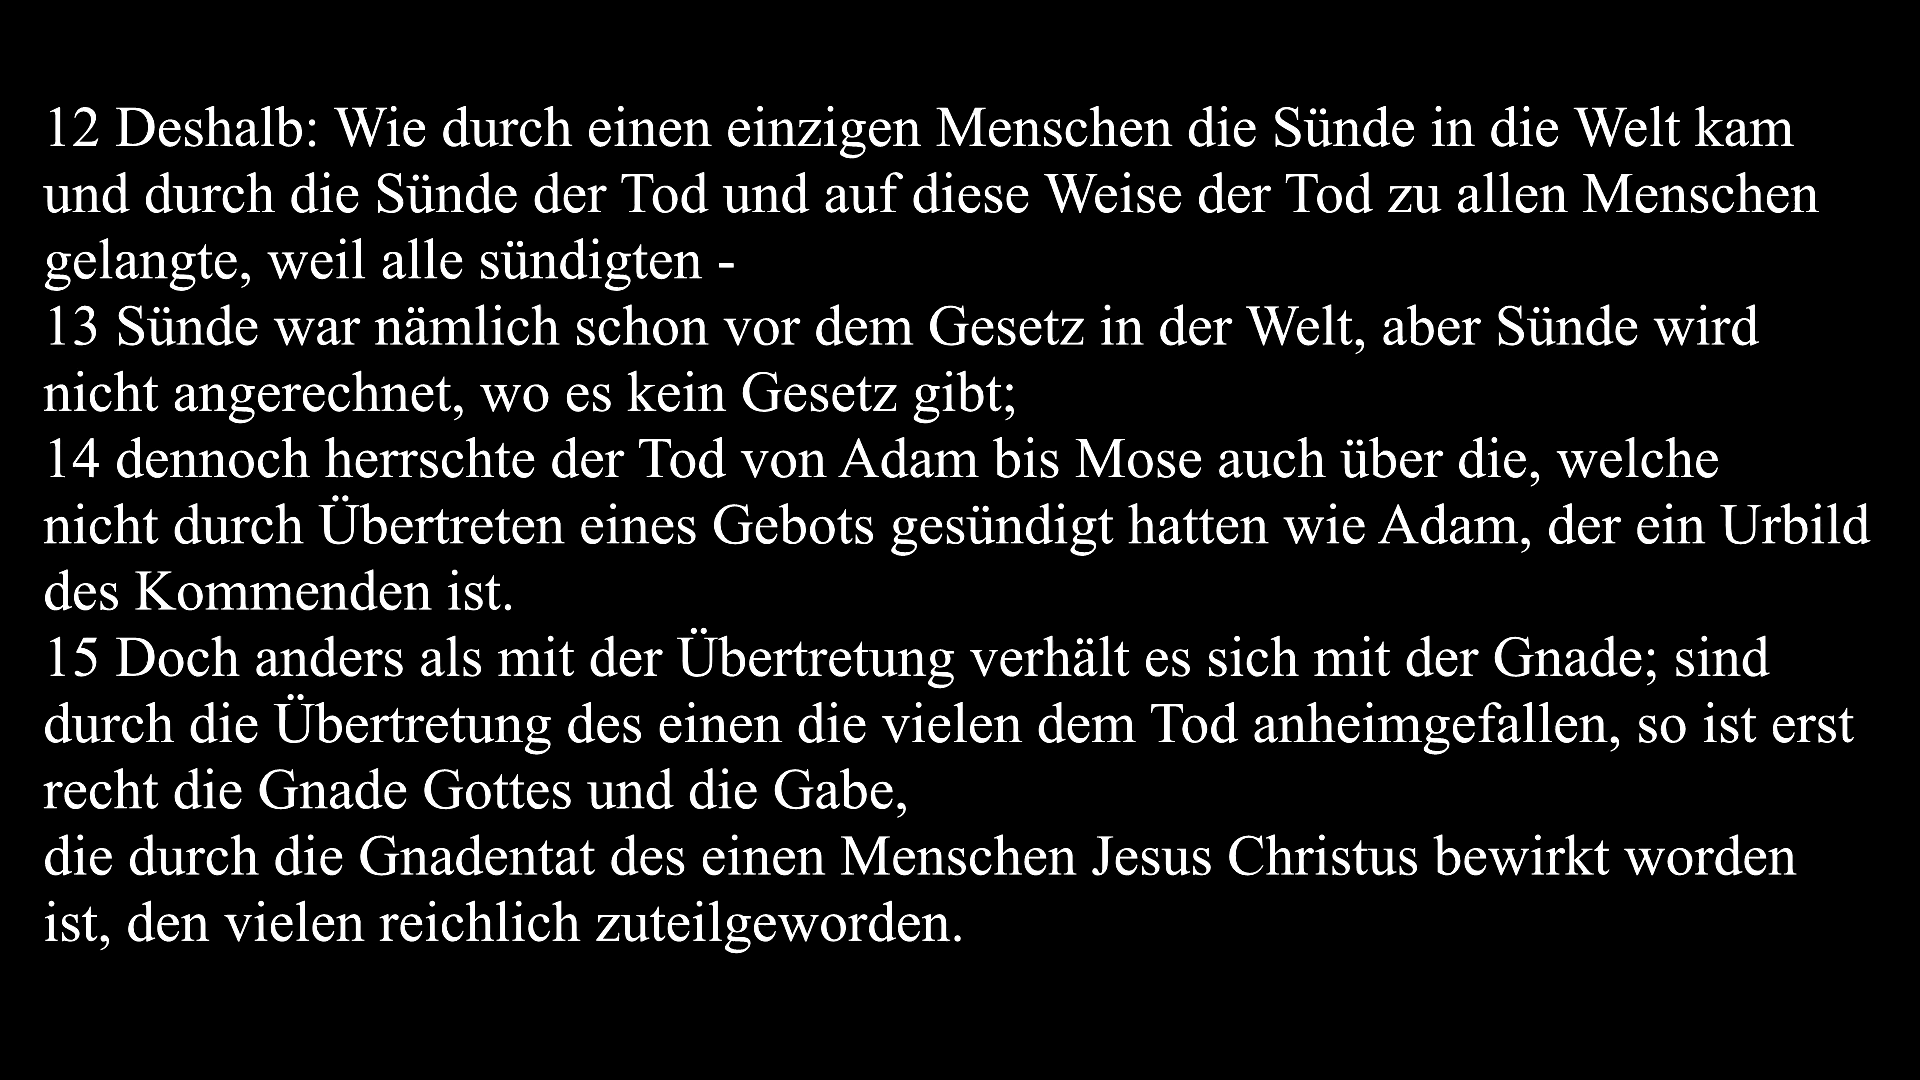 12 Deshalb: Wie durch einen einzigen Menschen die Sünde in die Welt kam
und durch die Sünde der Tod und auf diese Weise der Tod zu allen Menschen
gelangte, weil alle sündigten -
13 Sünde war nämlich schon vor dem Gesetz in der Welt, aber Sünde wird
nicht angerechnet, wo es kein Gesetz gibt;
14 dennoch herrschte der Tod von Adam bis Mose auch über die, welche
nicht durch Übertreten eines Gebots gesündigt hatten wie Adam, der ein Urbild
des Kommenden ist.
15 Doch anders als mit der Übertretung verhält es sich mit der Gnade; sind
durch die Übertretung des einen die vielen dem Tod anheimgefallen, so ist erst
recht die Gnade Gottes und die Gabe,
die durch die Gnadentat des einen Menschen Jesus Christus bewirkt worden
ist, den vielen reichlich zuteilgeworden.